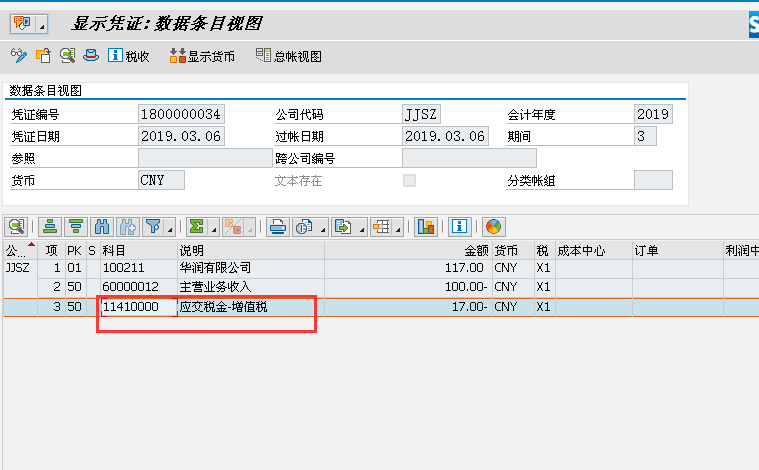 显示凭证:数据条目视图
税收 显示货币 总帐视图
数据条目视图
凭证编号 1800000034 公司代码 JJSZ 会计年度 2019
凭证日期 2019.03.06 过帐日期 2019.03.06 期间 3
参照 跨公司编号
货币 CNY 文本存在 分类帐组
公... 项 PK S 科目 说明 金额 货币 税 成本中心 订单 利润中
JJSZ 1 01 100211 华润有限公司 117.00 CNY X1
2 50 60000012 主营业务收入 100.00- CNY X1
3 50 11410000 应交税金-增值税 17.00- CNY X1